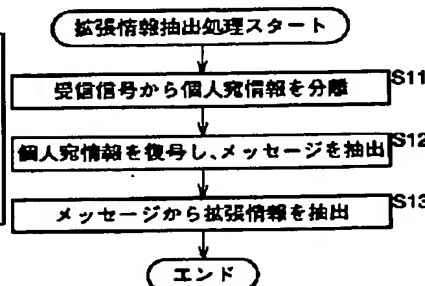 拡張情報抽出処理スタート
受信信号から個人宛情報を分離
S11
個人宛情報を復号し、メッセージを抽出
S12
メッセージから拡張情報を抽出
S13
エンド